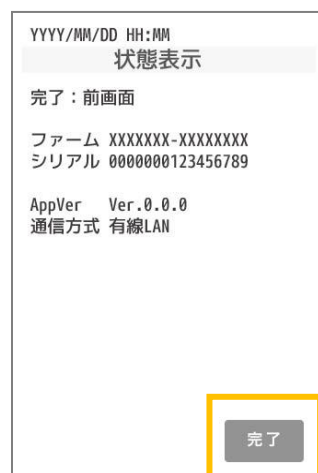 YYYY/MM/DD HH:MM
状態表示
完了：前画面
ファーム XXXXXXX-XXXXXXXX
シリアル 0000000123456789
AppVer Ver.0.0.0
通信方式 有線LAN
完了